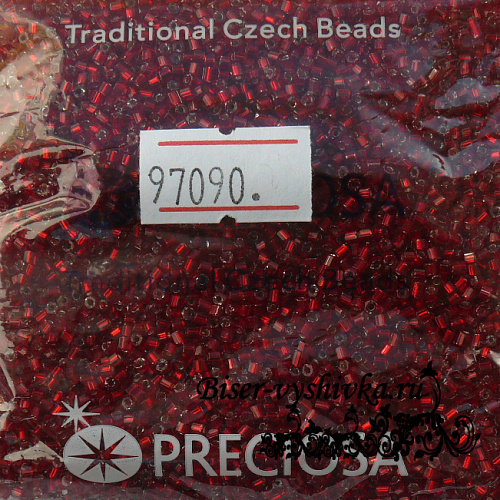 Traditional Czech Beads
97090.
Biser-vyshivka.ru
PRECIOSA